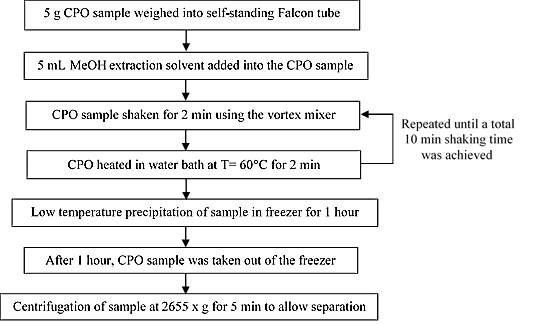 5 g CPO sample weighed into self-standing Falcon tube
5 mL MeOH extraction solvent added into the CPO sample
CPO sample shaken for 2 min using the vortex mixer
Repeated until a total
10 min shaking time
was achieved
CPO heated in water bath at T= 60°C for 2 min
Low temperature precipitation of sample in freezer for 1 hour
After 1 hour, CPO sample was taken out of the freezer
Centrifugation of sample at 2655 x g for 5 min to allow separation